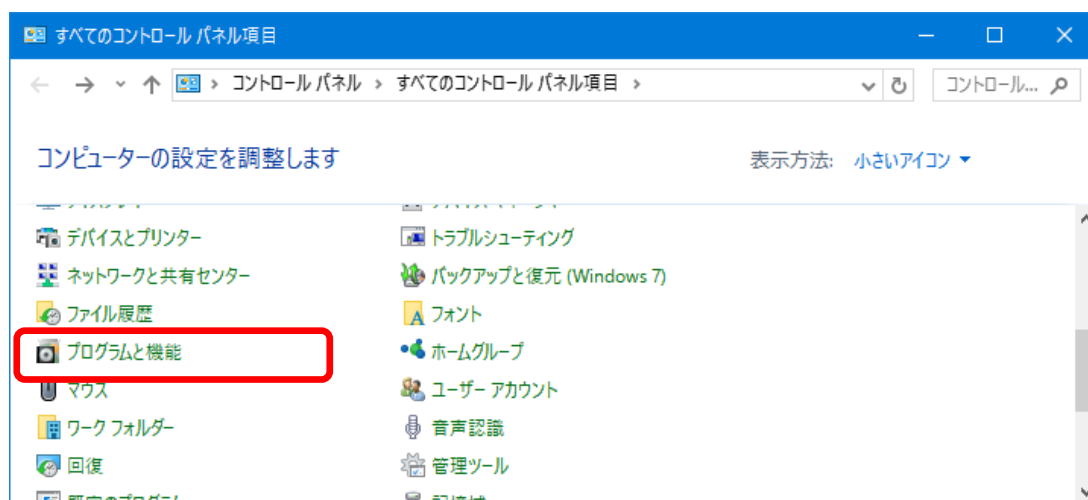 すべてのコントロール パネル項目
コントロール パネル › すべてのコントロール パネル項目 ›
コントロール...
コンピューターの設定を調整します
表示方法: 小さいアイコン
デバイスとプリンター
トラブルシューティング
ネットワークと共有センター
バックアップと復元 (Windows 7)
ファイル履歴
フォント
プログラムと機能
ホームグループ
マウス
ユーザー アカウント
ワーク フォルダー
音声認識
回復
管理ツール